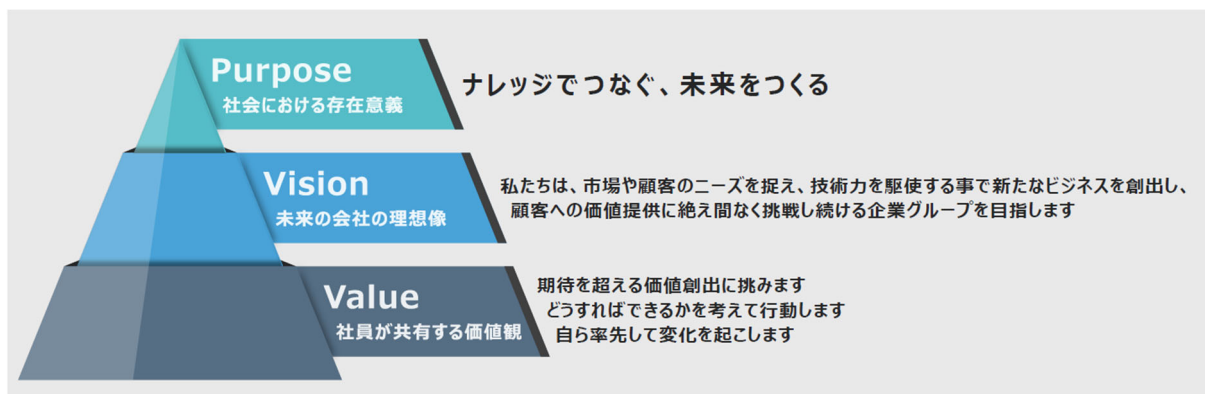 Purpose
社会における存在意義
ナレッジでつなぐ、未来をつくる
Vision
未来の会社の理想像
私たちは、市場や顧客のニーズを捉え、技術力を駆使する事で新たなビジネスを創出し、
顧客への価値提供に絶え間なく挑戦し続ける企業グループを目指します
Value
社員が共有する価値観
期待を超える価値創出に挑みます
どうすればできるかを考えて行動します
自ら率先して変化を起こします